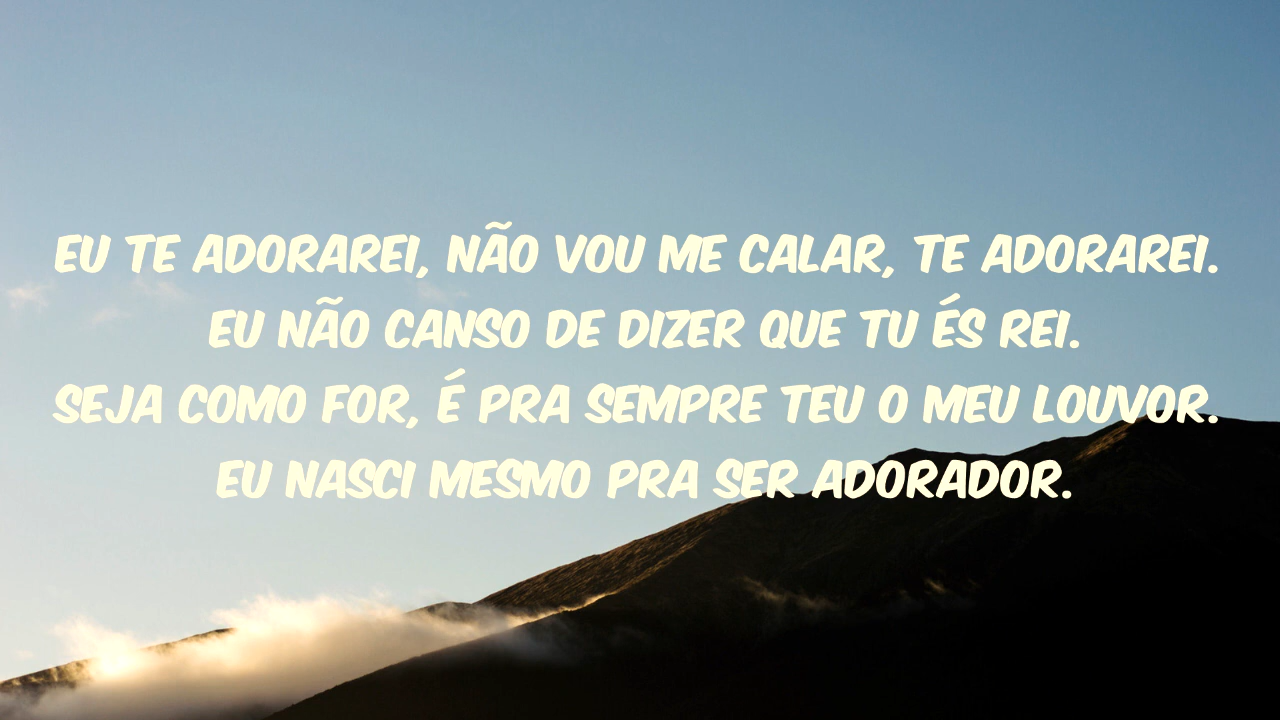 EU TE ADORAREI, NÃO VOU ME CALAR, TE ADORAREI.
EU NÃO CANSO DE DIZER QUE TU ÉS REI.
SEJA COMO FOR, É PRA SEMPRE TEU O MEU LOUVOR.
EU NASCI MESMO PRA SER ADORADOR.